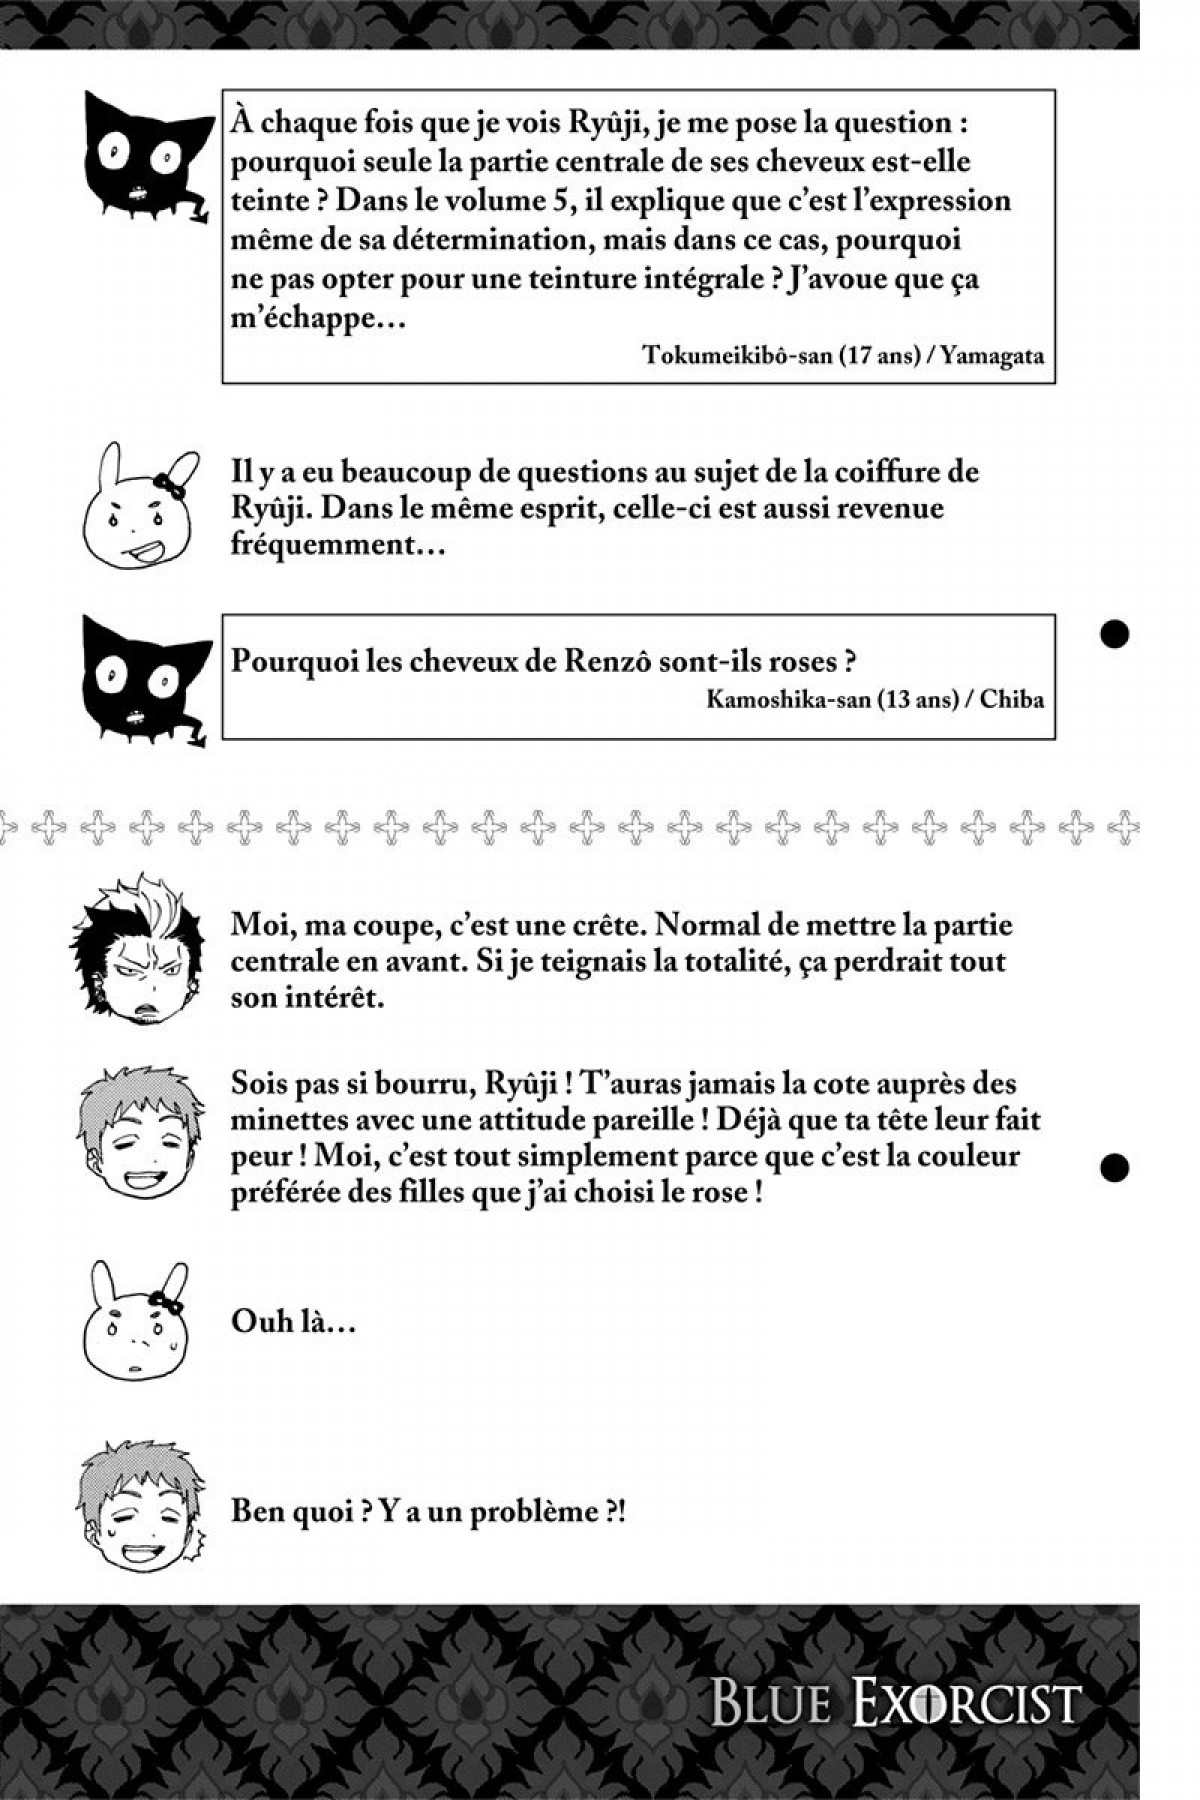 À chaque fois que je vois Ryûji, je me pose la question :
pourquoi seule la partie centrale de ses cheveux est-elle
teinte ? Dans le volume 5, il explique que c’est l’expression
même de sa détermination, mais dans ce cas, pourquoi
ne pas opter pour une teinture intégrale ? J’avoue que ça
m’échappe…
Tokumeikibô-san (17 ans) / Yamagata
Il y a eu beaucoup de questions au sujet de la coiffure de
Ryûji. Dans le même esprit, celle-ci est aussi revenue
fréquemment…
Pourquoi les cheveux de Renzô sont-ils roses ?
Kamoshika-san (13 ans) / Chiba
Moi, ma coupe, c’est une crête. Normal de mettre la partie
centrale en avant. Si je teignais la totalité, ça perdrait tout
son intérêt.
Sois pas si bourru, Ryûji ! T’auras jamais la cote auprès des
minettes avec une attitude pareille ! Déjà que ta tête leur fait
peur ! Moi, c’est tout simplement parce que c’est la couleur
préférée des filles que j’ai choisi le rose !
Ouh là…
Ben quoi ? Y a un problème ?!
BLUE EXORCIST